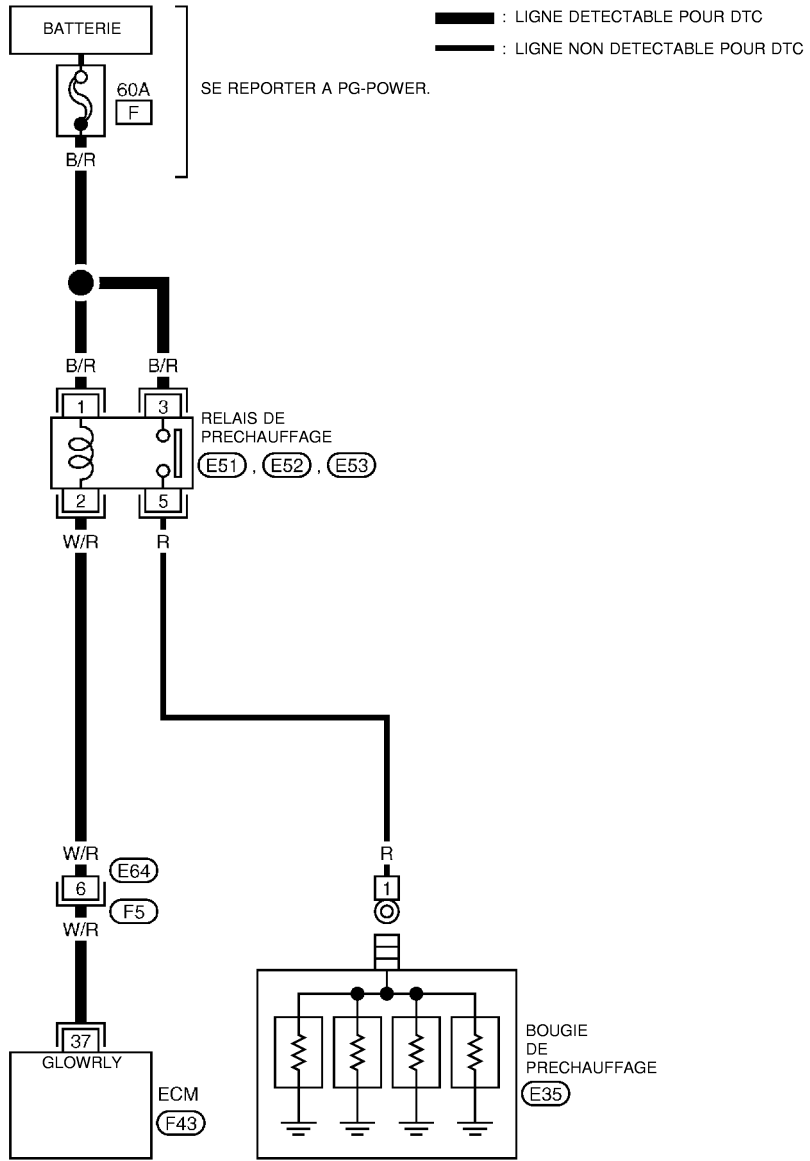 BATTERIE
: LIGNE DETECTABLE POUR DTC
: LIGNE NON DETECTABLE POUR DTC
60A
F
SE REPORTER A PG-POWER.
B/R
B/R
B/R
1
3
RELAIS DE
PRECHAUFFAGE
E51 , E52 , E53
2
5
W/R
R
W/R
R
E64
6
1
F5
W/R
37
GLOWRLY
ECM
F43
BOUGIE
DE
PRECHAUFFAGE
E35